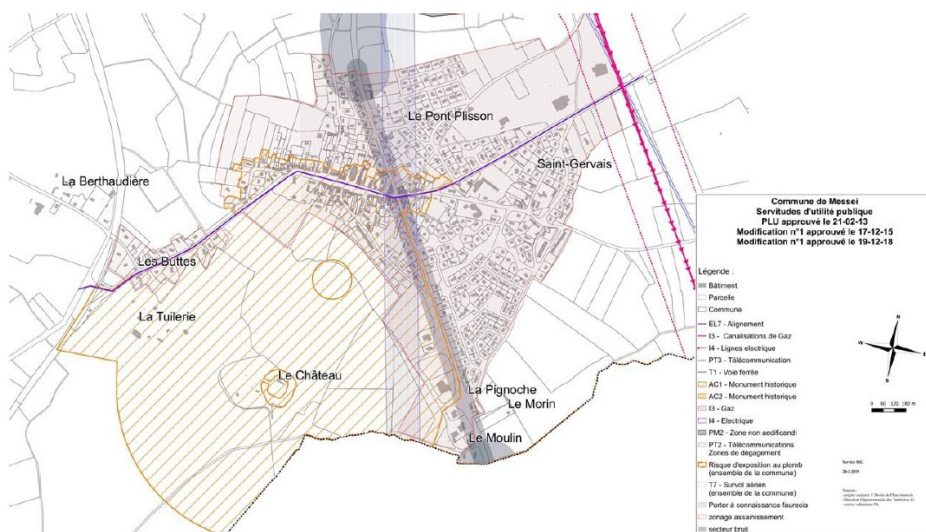 Le Pont-Plisson
Saint-Gervais
La Berthaudière
Les Buttes
La Tuilerie
Le Château
La Pignoche
Le Morin
Le Moulin
Commune de Messei
Servitudes d'utilité publique
PLU approuvé le 21-02-13
Modification n°1 approuvé le 17-12-15
Modification n°1 approuvé le 19-12-18
Légende :
Bâtiment
Parcelle
Commune
EL7 - Alignement
I3 - Canalisations de Gaz
I4 - Lignes electrique
PT3 - Télécommunication
T1 - Voie ferrée
AC1 - Monument historique
AC2 - Monument historique
I3 - Gaz
I4 - Electrique
PM2 - Zone non aedificandi
PT2 - Télécommunications
Zones de dégagement
Risque d'exposition au plomb
(ensemble de la commune)
T7 - Survol aérien
(ensemble de la commune)
Porter à connaissance faurecia
zonage assainissement
secteur bruit
N
W
E
S
0 60 120 180 m